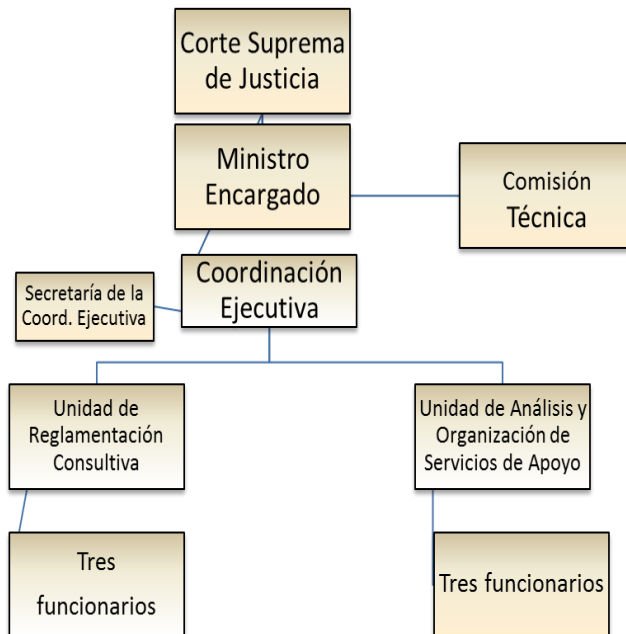 Corte Suprema
de Justicia
Ministro
Encargado
Comisión
Técnica
Coordinación
Ejecutiva
Secretaría de la
Coord. Ejecutiva
Unidad de
Reglamentación
Consultiva
Unidad de Análisis y
Organización de
Servicios de Apoyo
Tres
funcionarios
Tres funcionarios